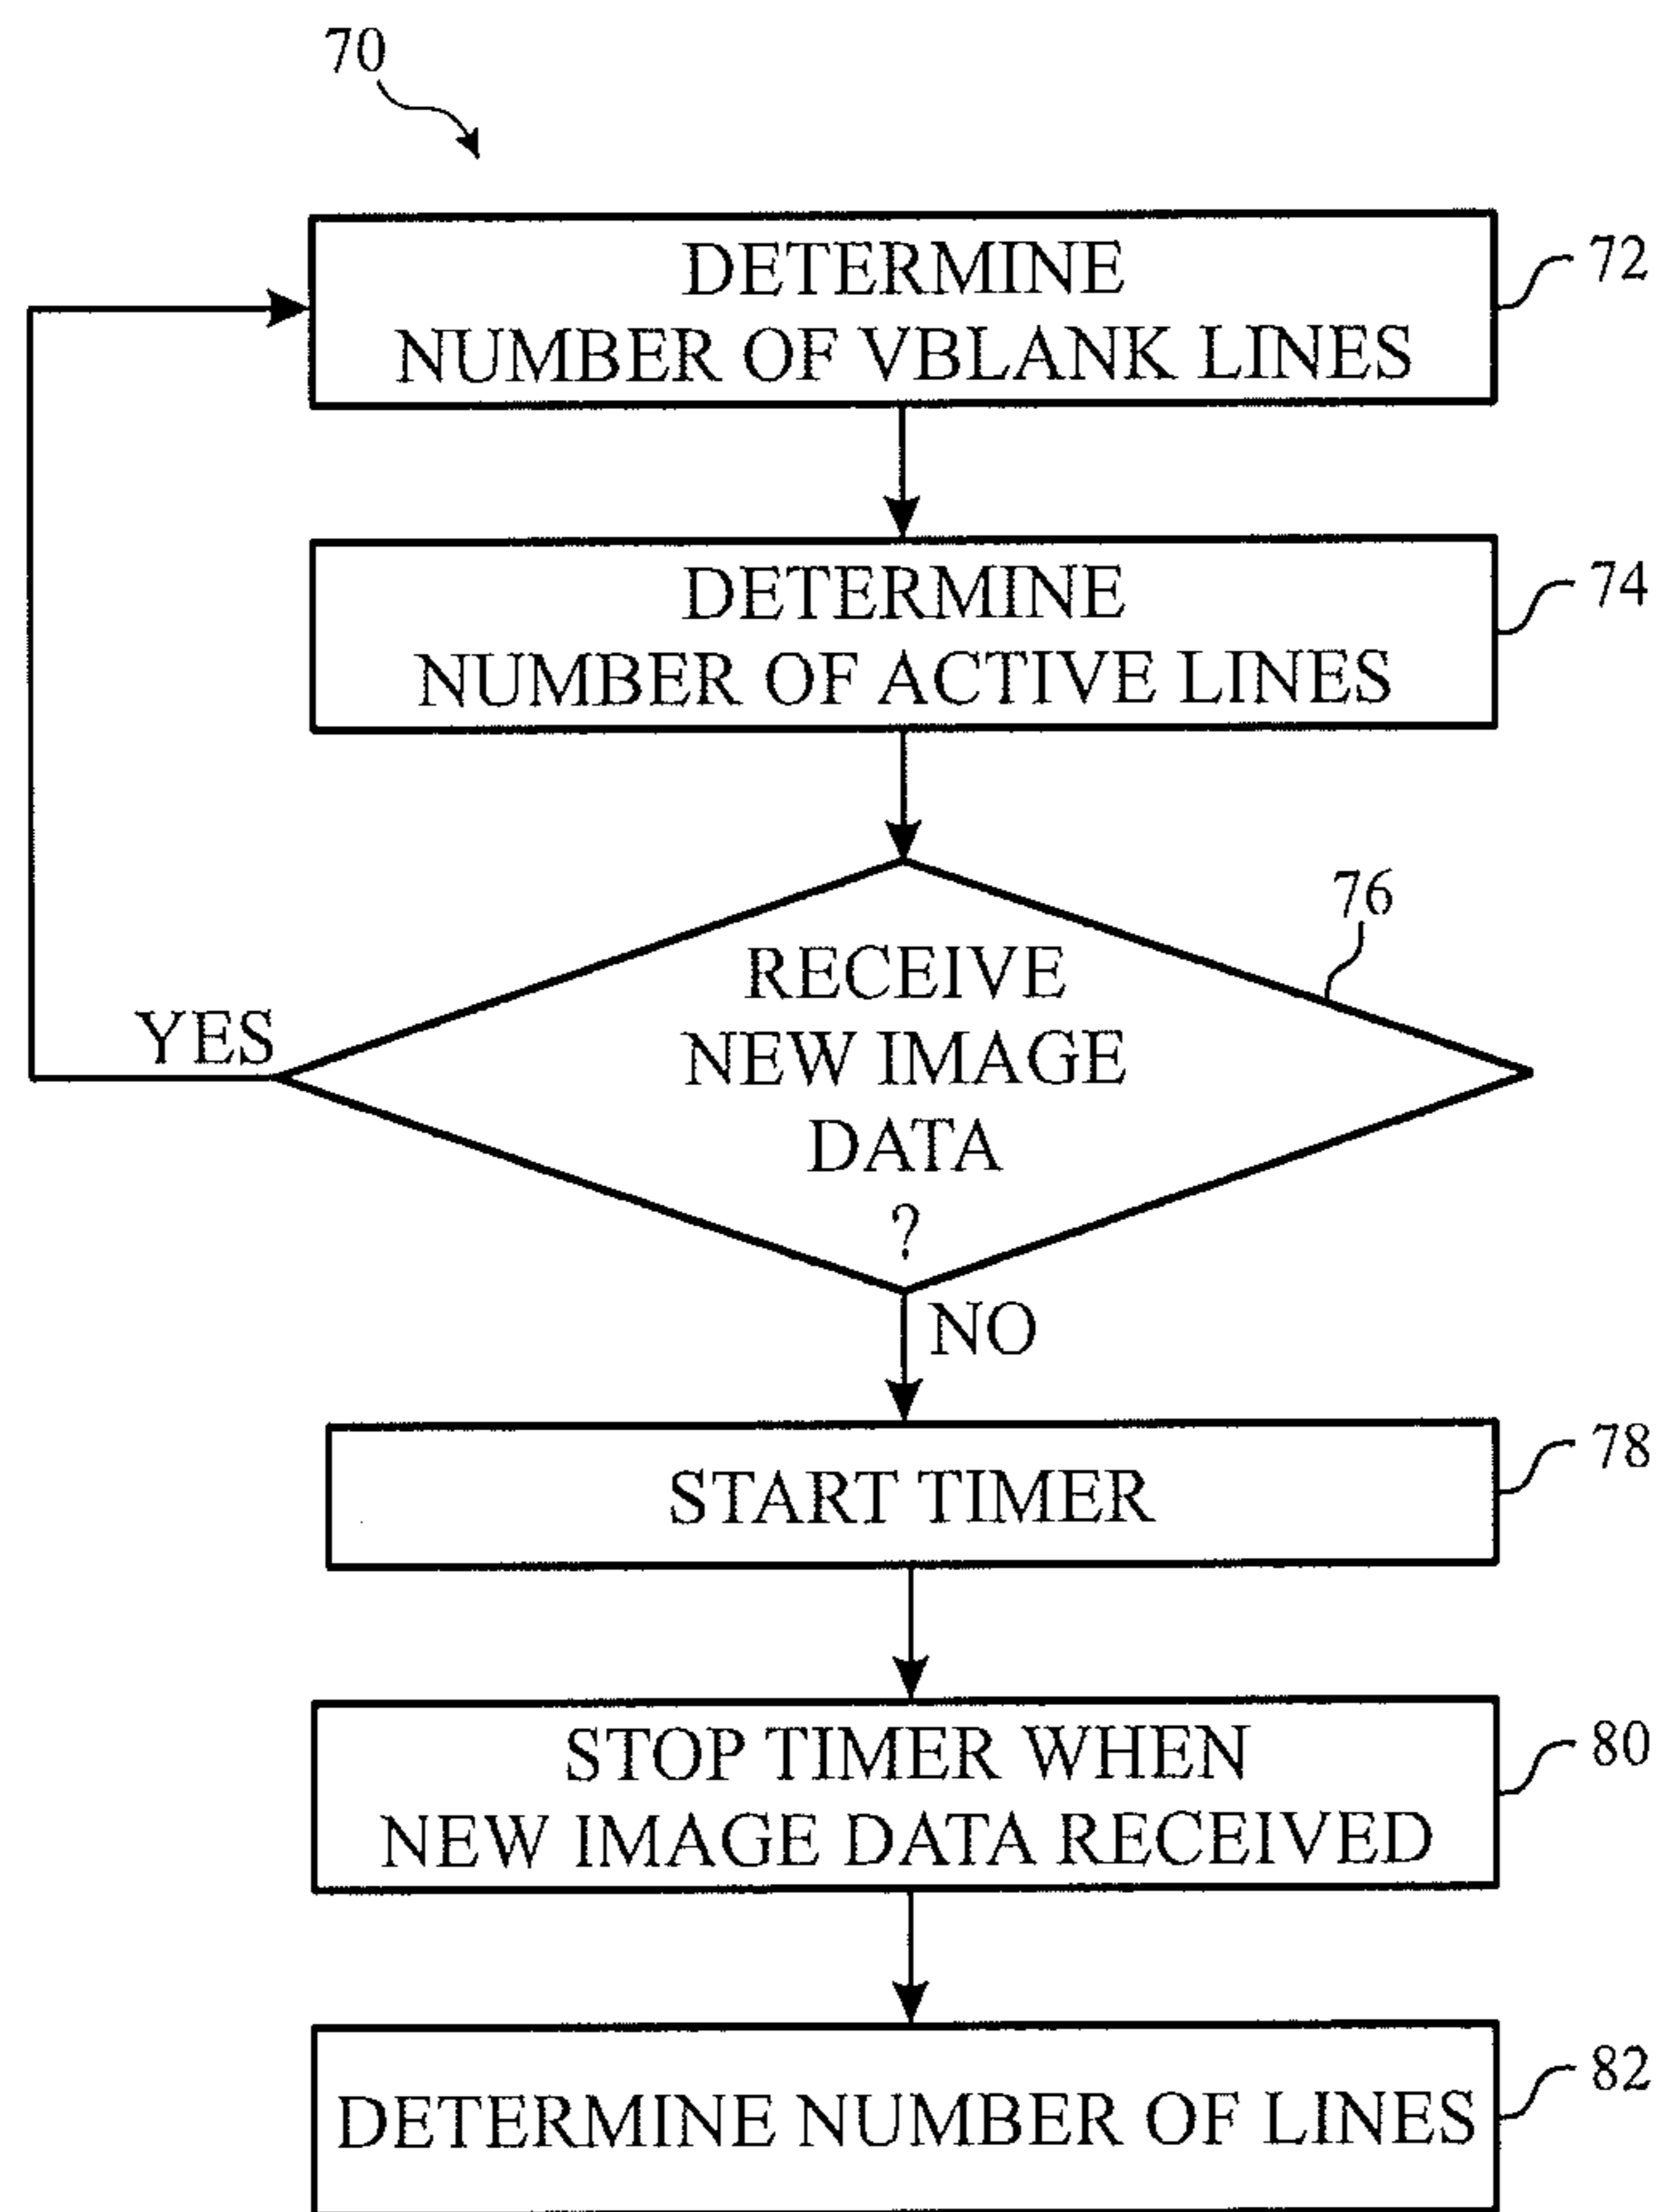 70
DETERMINE
NUMBER OF VBLANK LINES
72
DETERMINE
NUMBER OF ACTIVE LINES
74
76
RECEIVE
NEW IMAGE
DATA
?
YES
NO
START TIMER
78
STOP TIMER WHEN
NEW IMAGE DATA RECEIVED
80
DETERMINE NUMBER OF LINES
82